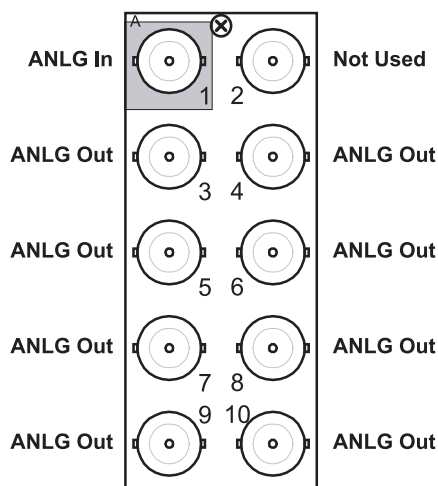 A
ANLG In
Not Used
1 2
ANLG Out
ANLG Out
3 4
ANLG Out
ANLG Out
5 6
ANLG Out
ANLG Out
7 8
9 10
ANLG Out
ANLG Out